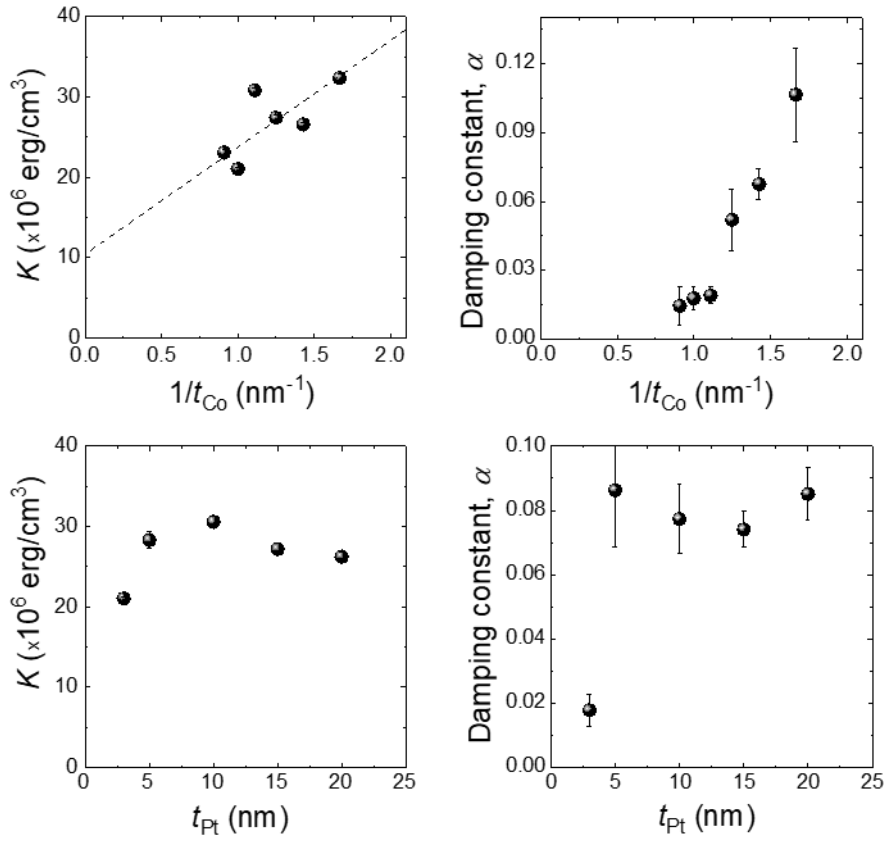 K (×10⁶ erg/cm³)
40
30
20
10
0
0.0 0.5 1.0 1.5 2.0
1/tCo (nm⁻¹)
Damping constant, α
0.12
0.09
0.06
0.03
0.00
0.0 0.5 1.0 1.5 2.0
1/tCo (nm⁻¹)
K (×10⁶ erg/cm³)
40
30
20
10
0
0 5 10 15 20 25
tPt (nm)
Damping constant, α
0.10
0.08
0.06
0.04
0.02
0.00
0 5 10 15 20 25
tPt (nm)